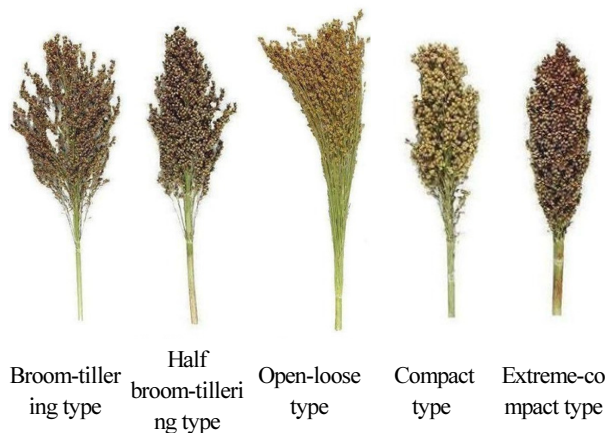 Broom-tiller
ing type
Half
broom-tilleri
ng type
Open-loose
type
Compact
type
Extreme-co
mpact type